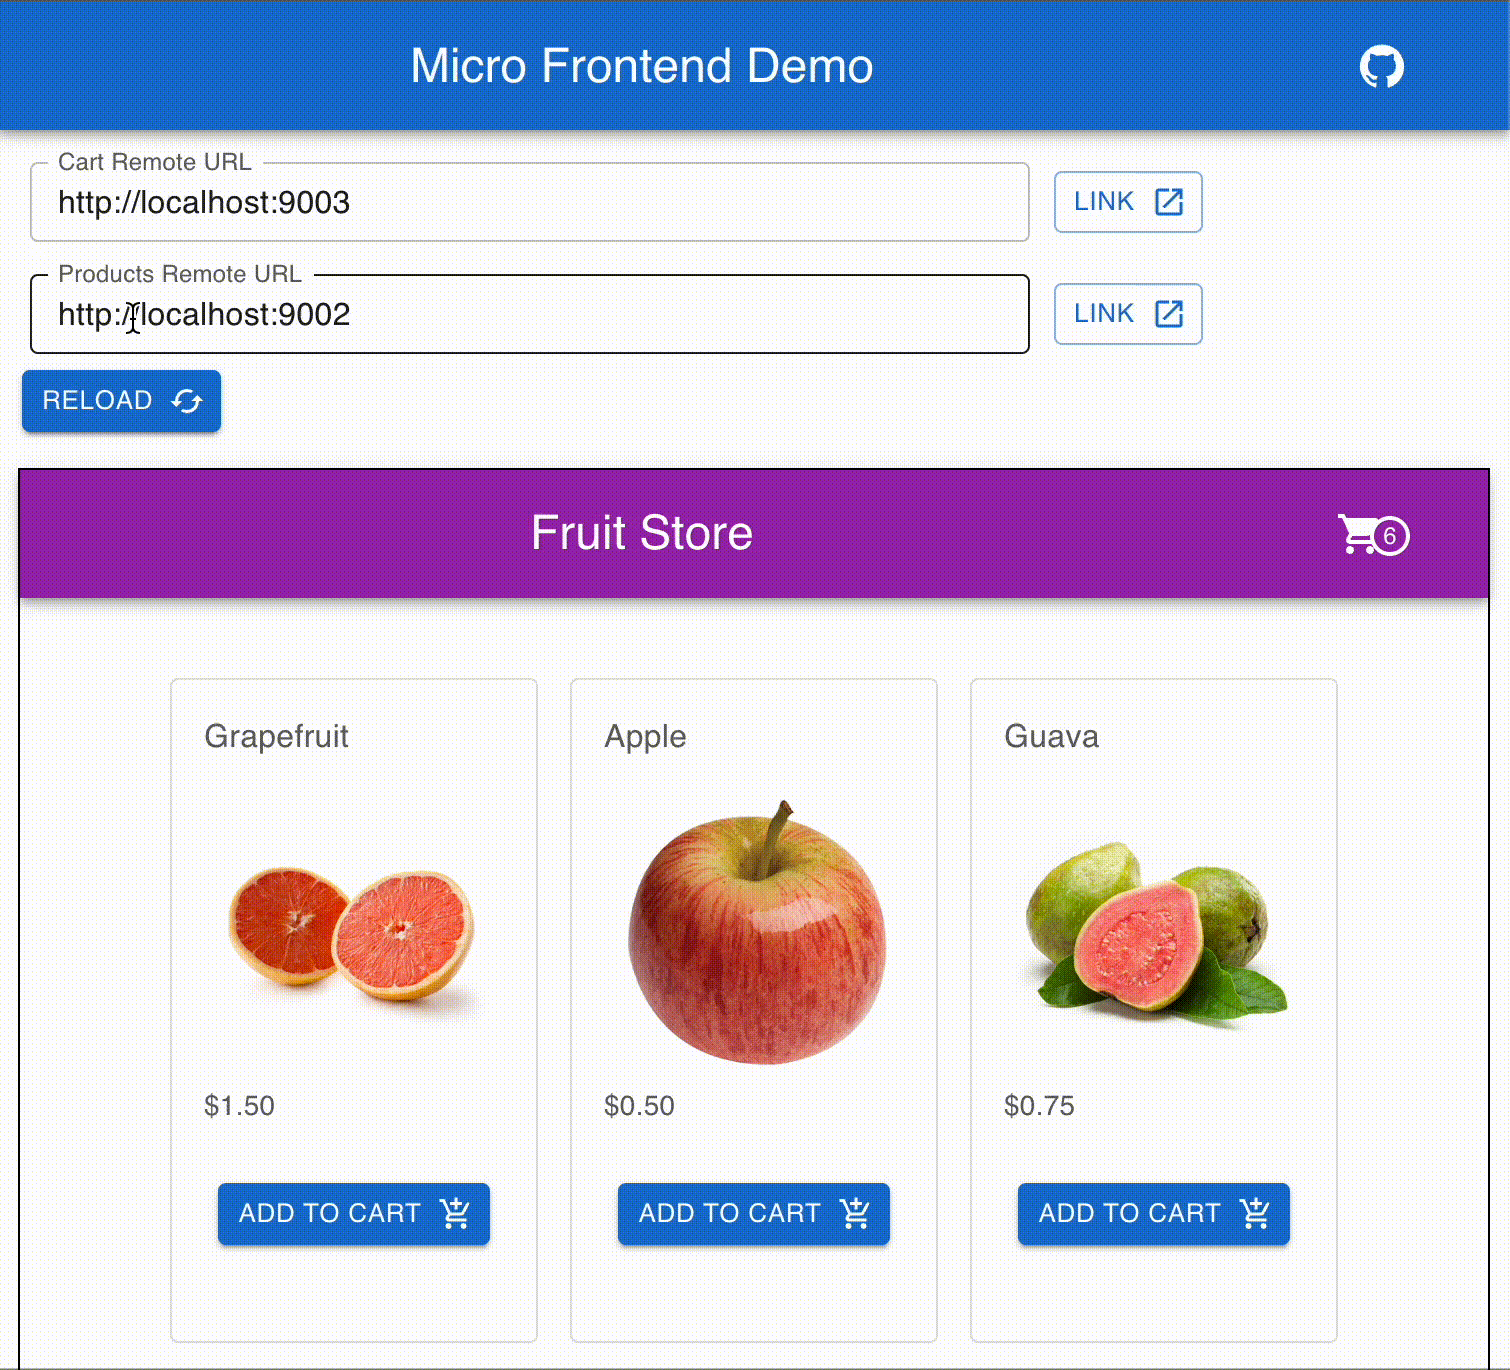 Micro Frontend Demo
Cart Remote URL
http://localhost:9003
LINK
Products Remote URL
http://localhost:9002
LINK
RELOAD
Fruit Store
6
Grapefruit
Apple
Guava
$1.50
$0.50
$0.75
ADD TO CART
ADD TO CART
ADD TO CART